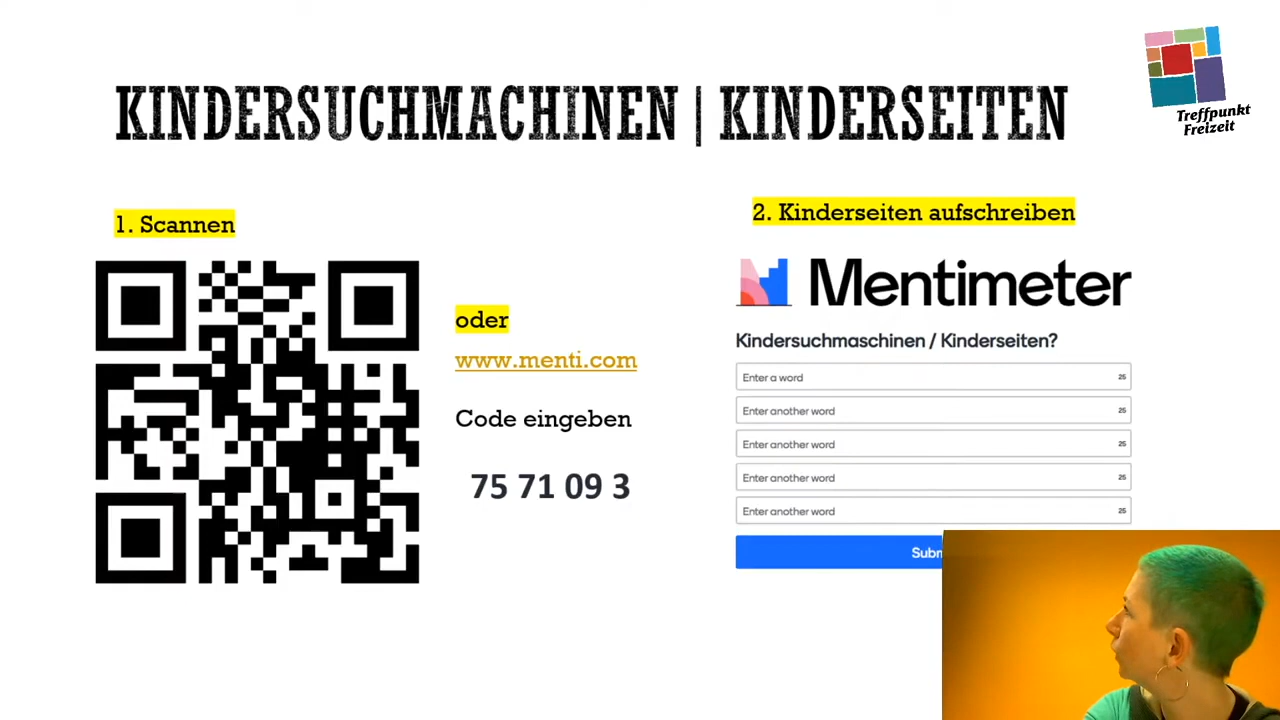 KINDERSUCHMACHINEN | KINDERSEITEN
Treffpunkt
Freizeit
1. Scannen
oder
www.menti.com
Code eingeben
75 71 09 3
2. Kinderseiten aufschreiben
Mentimeter
Kindersuchmaschinen / Kinderseiten?
Enter a word 25
Enter another word 25
Enter another word 25
Enter another word 25
Enter another word 25